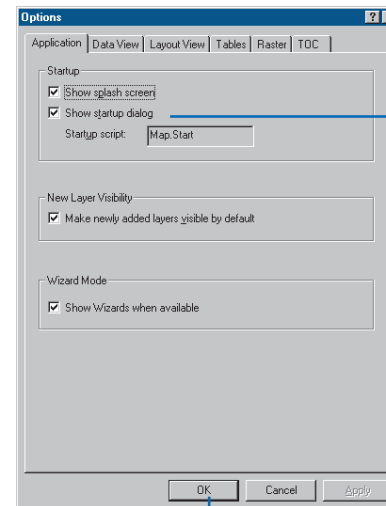 Options
Application Data View Layout View Tables Raster TOC
Startup
Show splash screen
Show startup dialog
Startup script: Map.Start
New Layer Visibility
Make newly added layers visible by default
Wizard Mode
Show Wizards when available
OK Cancel Apply